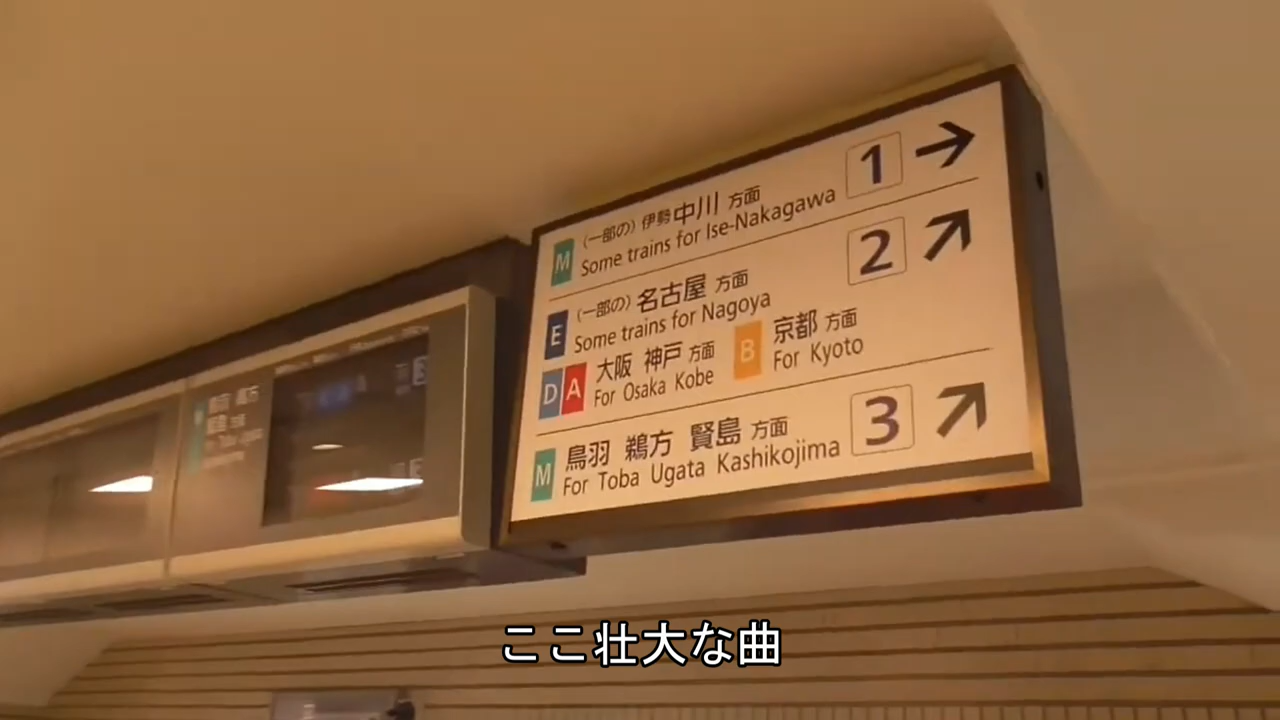 M （一部の）伊勢中川 方面 1 →
Some trains for Ise-Nakagawa
E （一部の）名古屋 方面 2 ↗
Some trains for Nagoya
D A 大阪 神戸 方面 B 京都 方面
For Osaka Kobe For Kyoto
M 鳥羽 鵜方 賢島 方面 3 ↗
For Toba Ugata Kashikojima
ここ壮大な曲